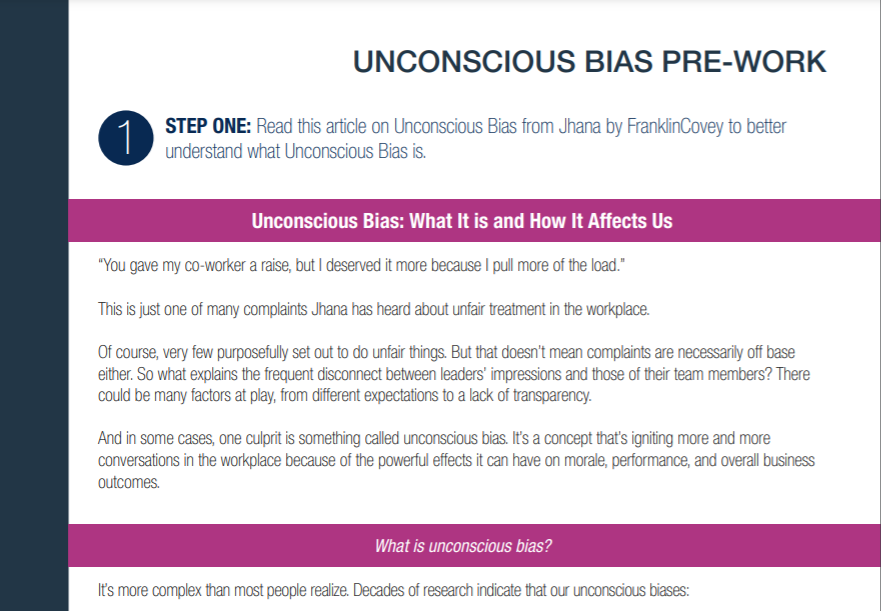 UNCONSCIOUS BIAS PRE-WORK
1
STEP ONE: Read this article on Unconscious Bias from Jhana by FranklinCovey to better
understand what Unconscious Bias is.
Unconscious Bias: What It is and How It Affects Us
"You gave my co-worker a raise, but I deserved it more because I pull more of the load."
This is just one of many complaints Jhana has heard about unfair treatment in the workplace.
Of course, very few purposefully set out to do unfair things. But that doesn't mean complaints are necessarily off base
either. So what explains the frequent disconnect between leaders' impressions and those of their team members? There
could be many factors at play, from different expectations to a lack of transparency.
And in some cases, one culprit is something called unconscious bias. It's a concept that's igniting more and more
conversations in the workplace because of the powerful effects it can have on morale, performance, and overall business
outcomes.
What is unconscious bias?
It's more complex than most people realize. Decades of research indicate that our unconscious biases: